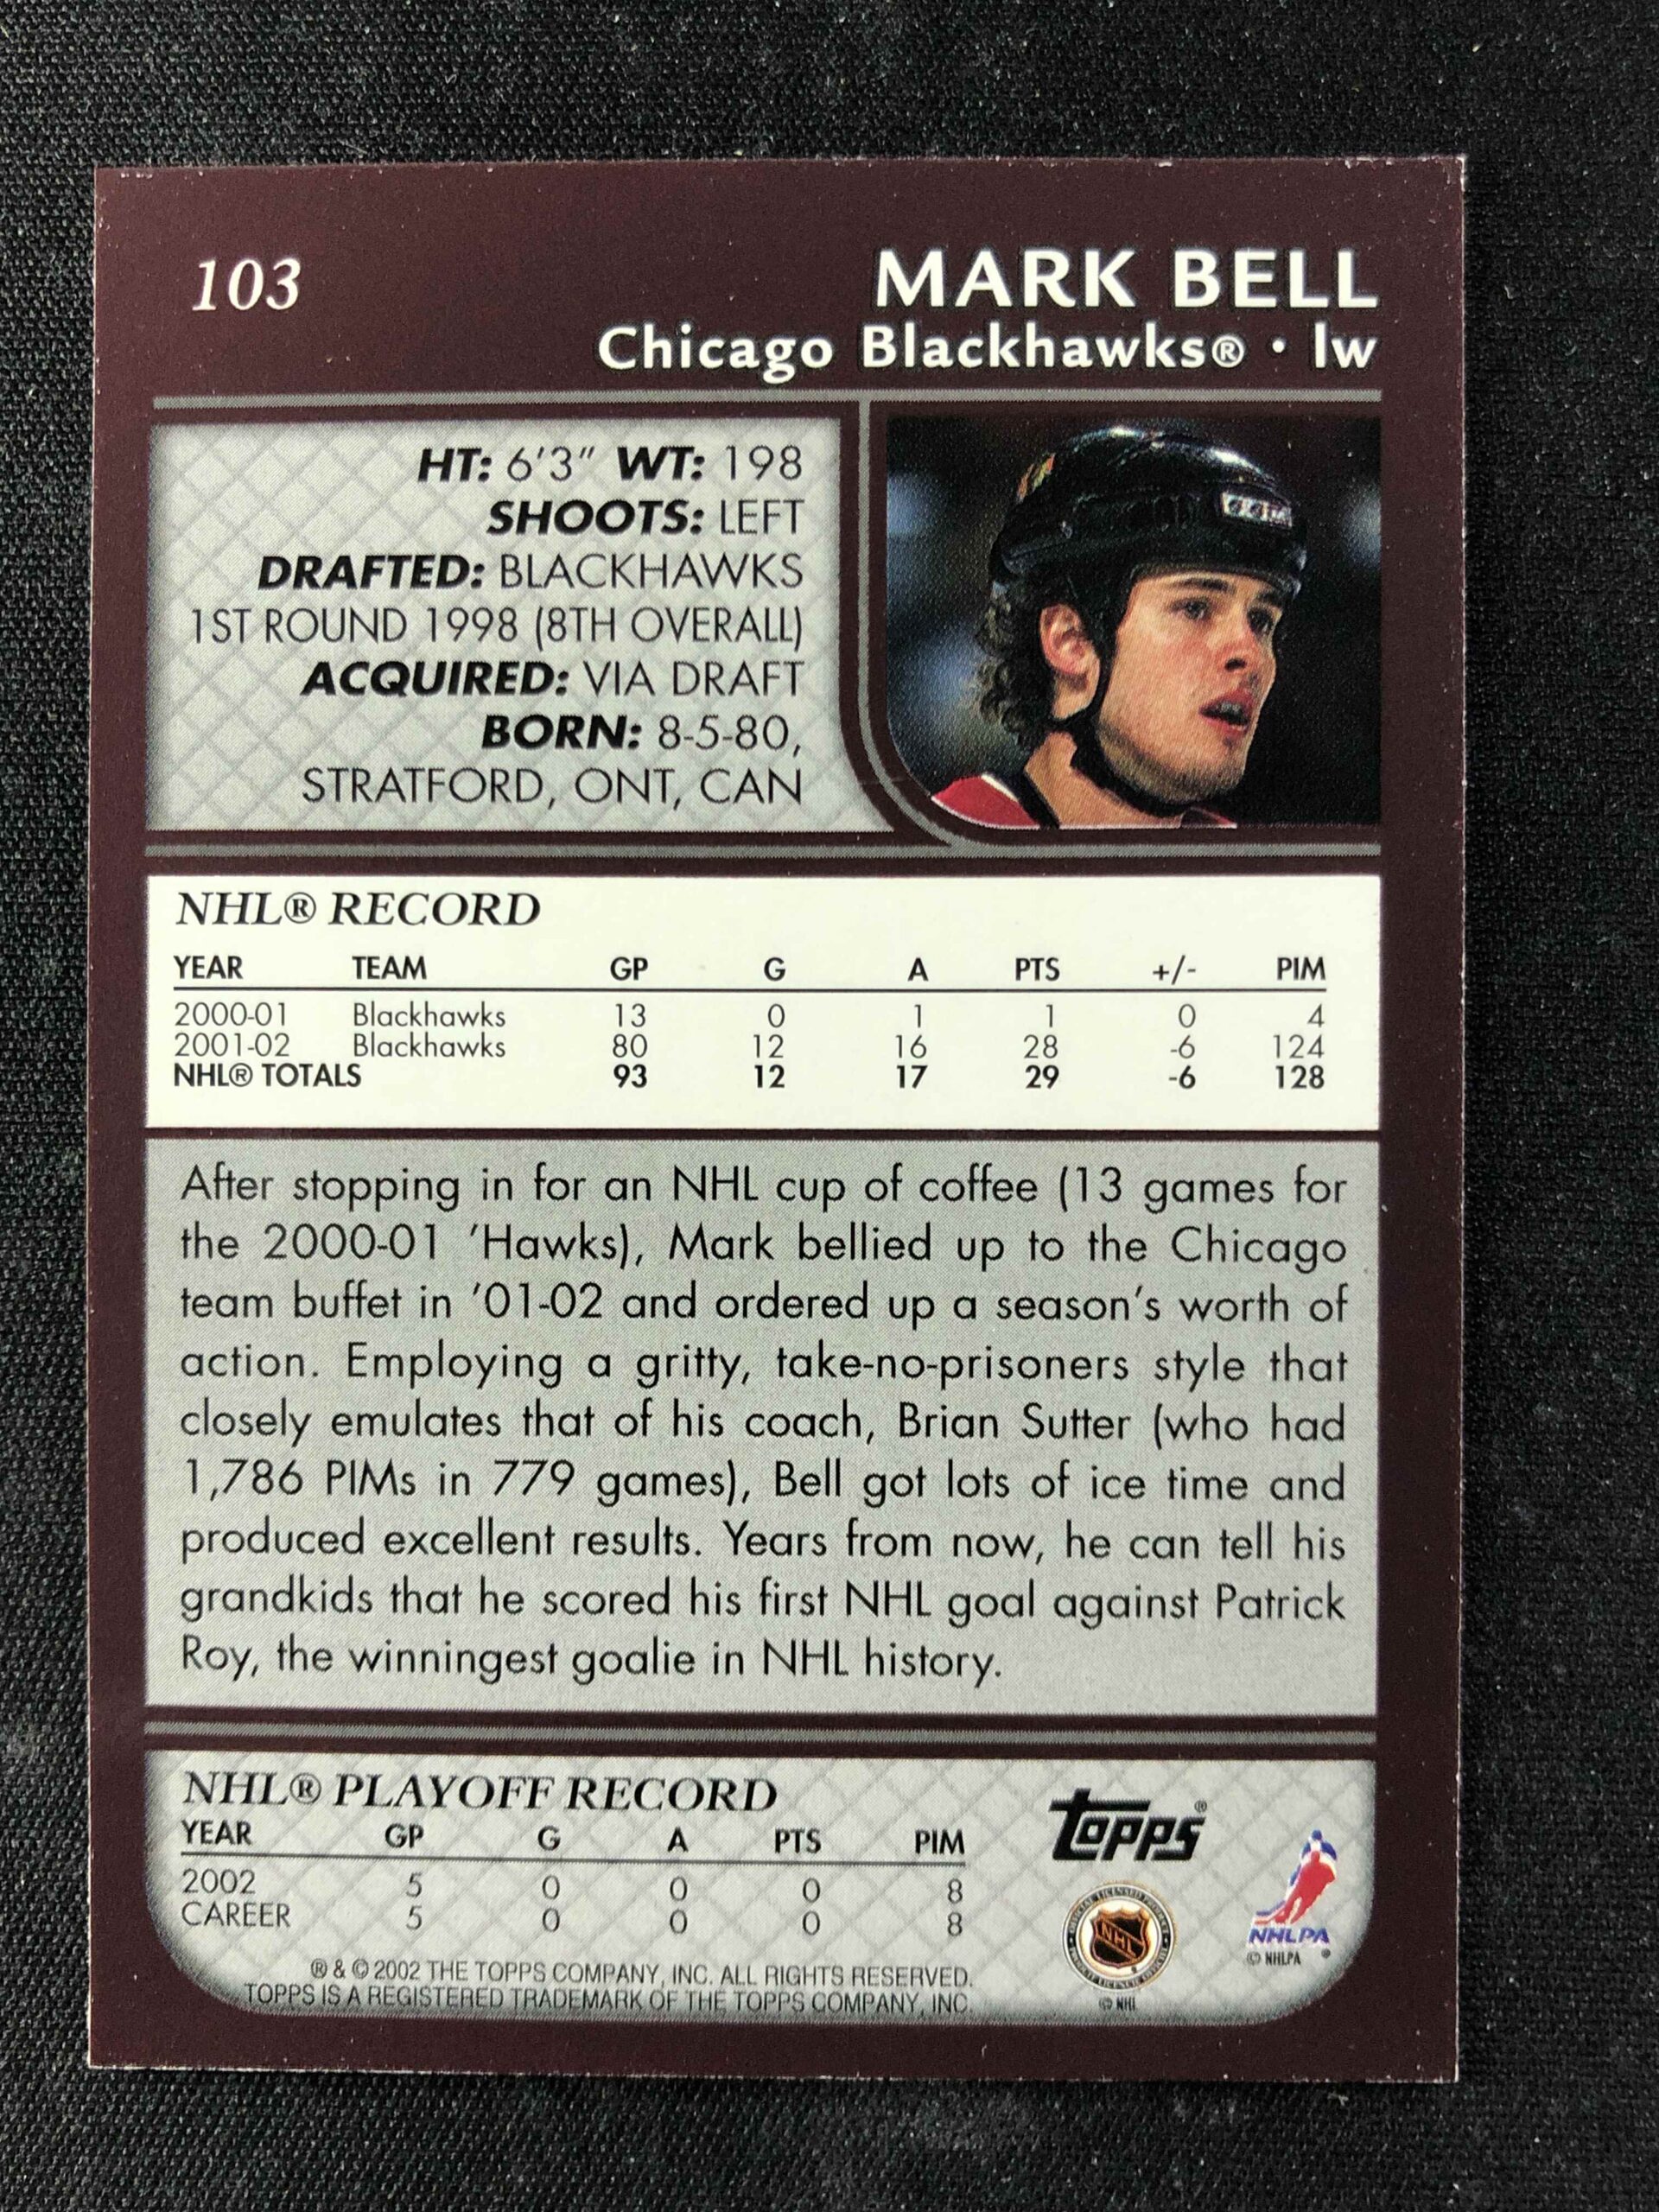 103
MARK BELL
Chicago Blackhawks® • lw
HT: 6'3" WT: 198
SHOOTS: LEFT
DRAFTED: BLACKHAWKS
1ST ROUND 1998 (8TH OVERALL)
ACQUIRED: VIA DRAFT
BORN: 8-5-80,
STRATFORD, ONT, CAN
NHL® RECORD
YEAR TEAM GP G A PTS +/- PIM
2000-01 Blackhawks 13 0 1 1 0 4
2001-02 Blackhawks 80 12 16 28 -6 124
NHL® TOTALS 93 12 17 29 -6 128
After stopping in for an NHL cup of coffee (13 games for
the 2000-01 'Hawks), Mark bellied up to the Chicago
team buffet in '01-02 and ordered up a season's worth of
action. Employing a gritty, take-no-prisoners style that
closely emulates that of his coach, Brian Sutter (who had
1,786 PIMs in 779 games), Bell got lots of ice time and
produced excellent results. Years from now, he can tell his
grandkids that he scored his first NHL goal against Patrick
Roy, the winningest goalie in NHL history.
NHL® PLAYOFF RECORD
YEAR GP G A PTS PIM
2002 5 0 0 0 8
CAREER 5 0 0 0 8
® & © 2002 THE TOPPS COMPANY, INC. ALL RIGHTS RESERVED.
TOPPS IS A REGISTERED TRADEMARK OF THE TOPPS COMPANY, INC.
Topps®
NHL
© NHL
NHLPA
© NHLPA ®